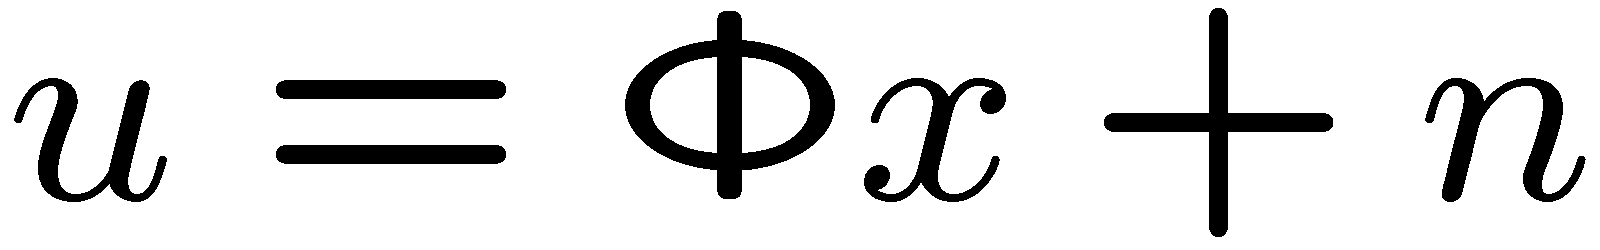 u = Φx + n